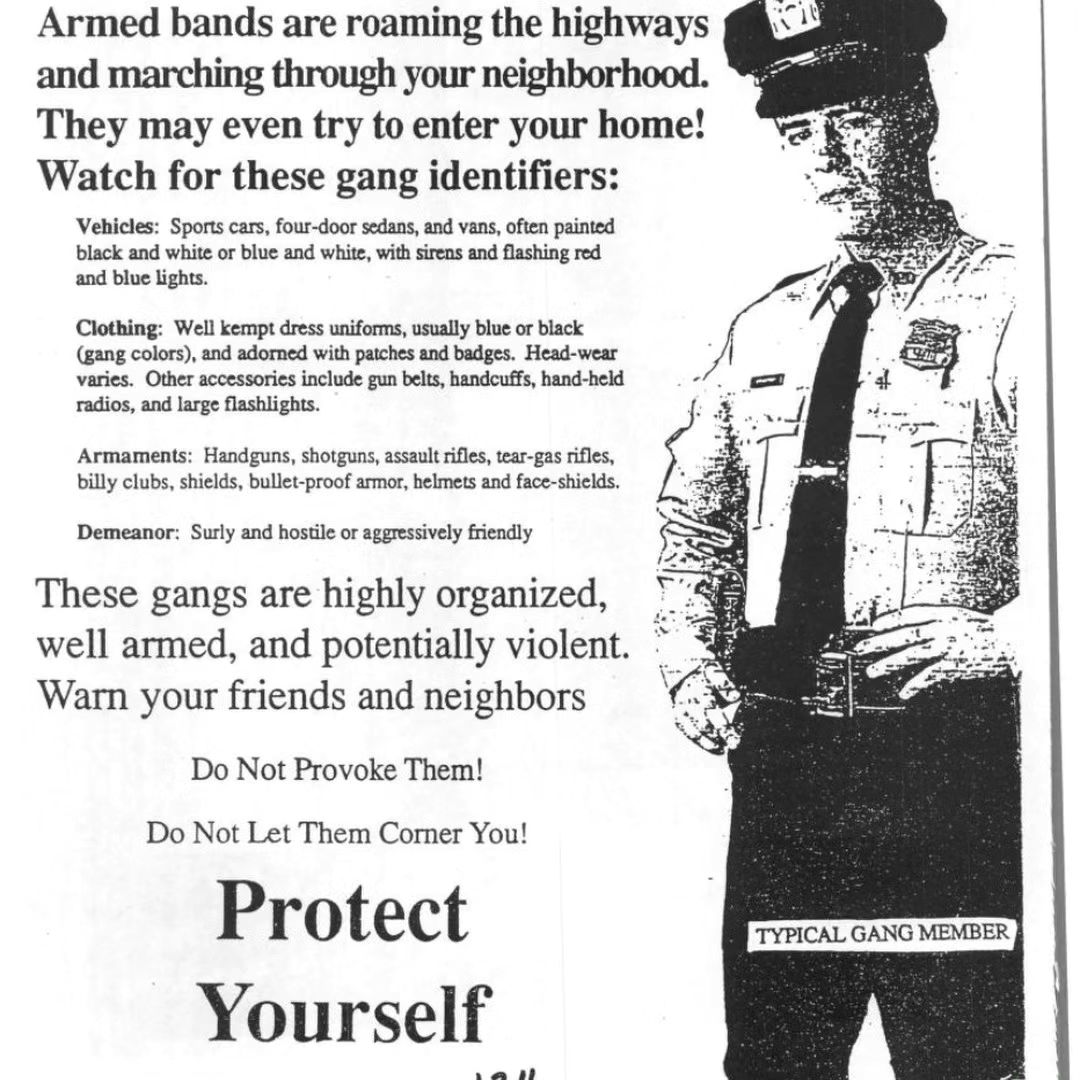 Armed bands are roaming the highways
and marching through your neighborhood.
They may even try to enter your home!
Watch for these gang identifiers:
Vehicles: Sports cars, four-door sedans, and vans, often painted
black and white or blue and white, with sirens and flashing red
and blue lights.
Clothing: Well kempt dress uniforms, usually blue or black
(gang colors), and adorned with patches and badges. Head-wear
varies. Other accessories include gun belts, handcuffs, hand-held
radios, and large flashlights.
Armaments: Handguns, shotguns, assault rifles, tear-gas rifles,
billy clubs, shields, bullet-proof armor, helmets and face-shields.
Demeanor: Surly and hostile or aggressively friendly
These gangs are highly organized,
well armed, and potentially violent.
Warn your friends and neighbors
Do Not Provoke Them!
Do Not Let Them Corner You!
Protect
Yourself
TYPICAL GANG MEMBER